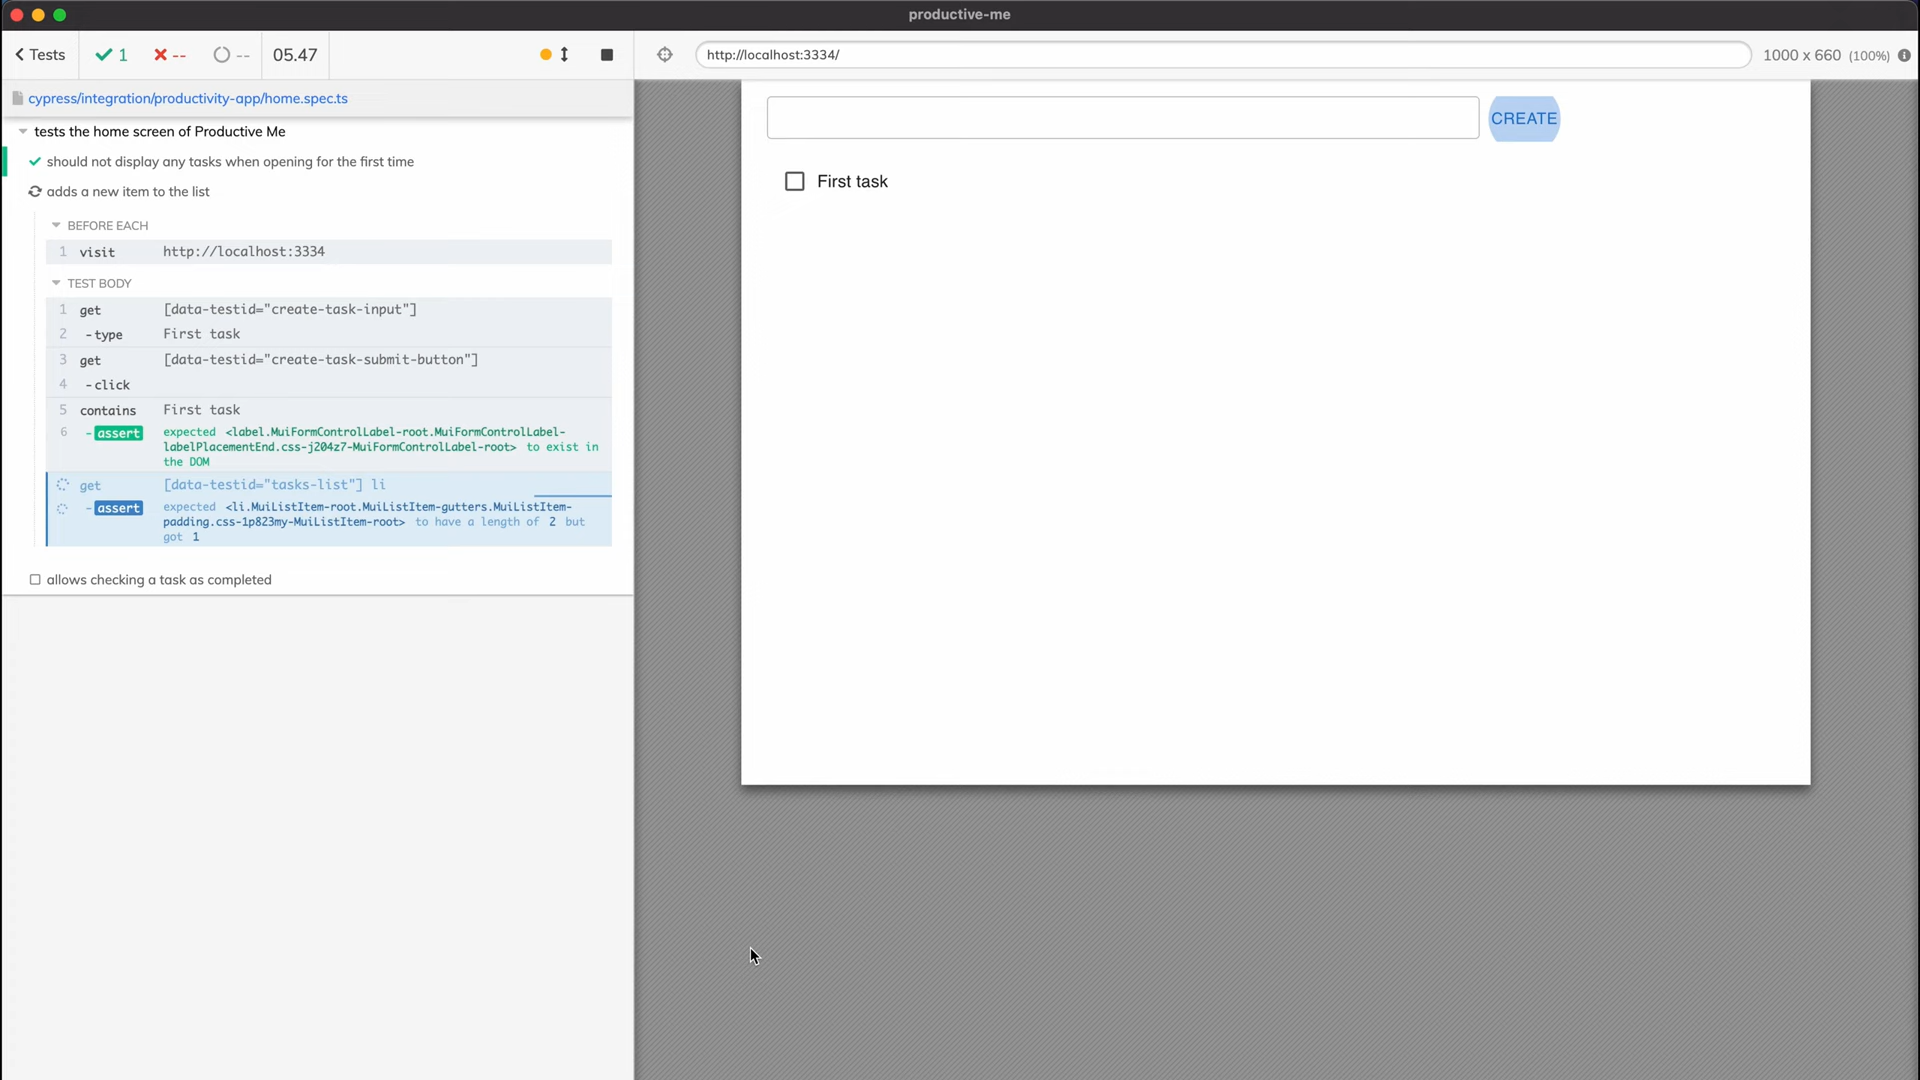 productive-me
Tests
1
--
--
05.47
http://localhost:3334/
1000 x 660 (100%)
cypress/integration/productivity-app/home.spec.ts
tests the home screen of Productive Me
should not display any tasks when opening for the first time
adds a new item to the list
BEFORE EACH
1 visit http://localhost:3334
TEST BODY
1 get [data-testid="create-task-input"]
2 -type First task
3 get [data-testid="create-task-submit-button"]
4 -click
5 contains First task
6 -assert expected <label.MuiFormControlLabel-root.MuiFormControlLabel-
labelPlacementEnd.css-j204z7-MuiFormControlLabel-root> to exist in
the DOM
get [data-testid="tasks-list"] li
-assert expected <li.MuiListItem-root.MuiListItem-gutters.MuiListItem-
padding.css-1p823my-MuiListItem-root> to have a length of 2 but
got 1
allows checking a task as completed
CREATE
First task